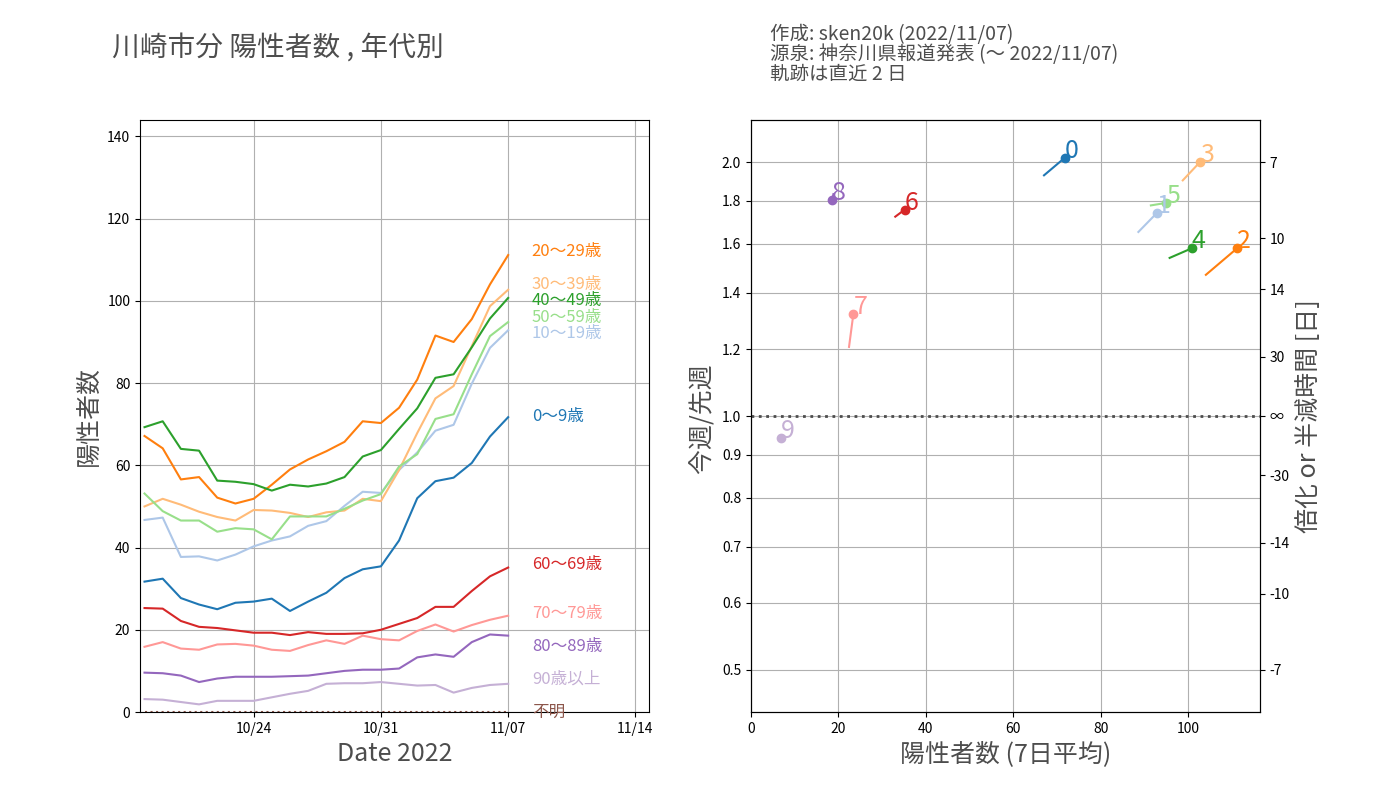 川崎市分 陽性者数 , 年代別
作成: sken20k (2022/11/07)
源泉: 神奈川県報道発表 (〜 2022/11/07)
軌跡は直近 2 日
陽性者数
140
120
100
80
60
40
20
0
10/24
10/31
11/07
11/14
Date 2022
20〜29歳
30〜39歳
40〜49歳
50〜59歳
10〜19歳
0〜9歳
60〜69歳
70〜79歳
80〜89歳
90歳以上
不明
今週/先週
2.0
1.8
1.6
1.4
1.2
1.0
0.9
0.8
0.7
0.6
0.5
0
3
8
6
5
1
4
2
7
9
0
20
40
60
80
100
陽性者数 (7日平均)
7
10
14
30
∞
-30
-14
-10
-7
倍化 or 半減時間 [日]